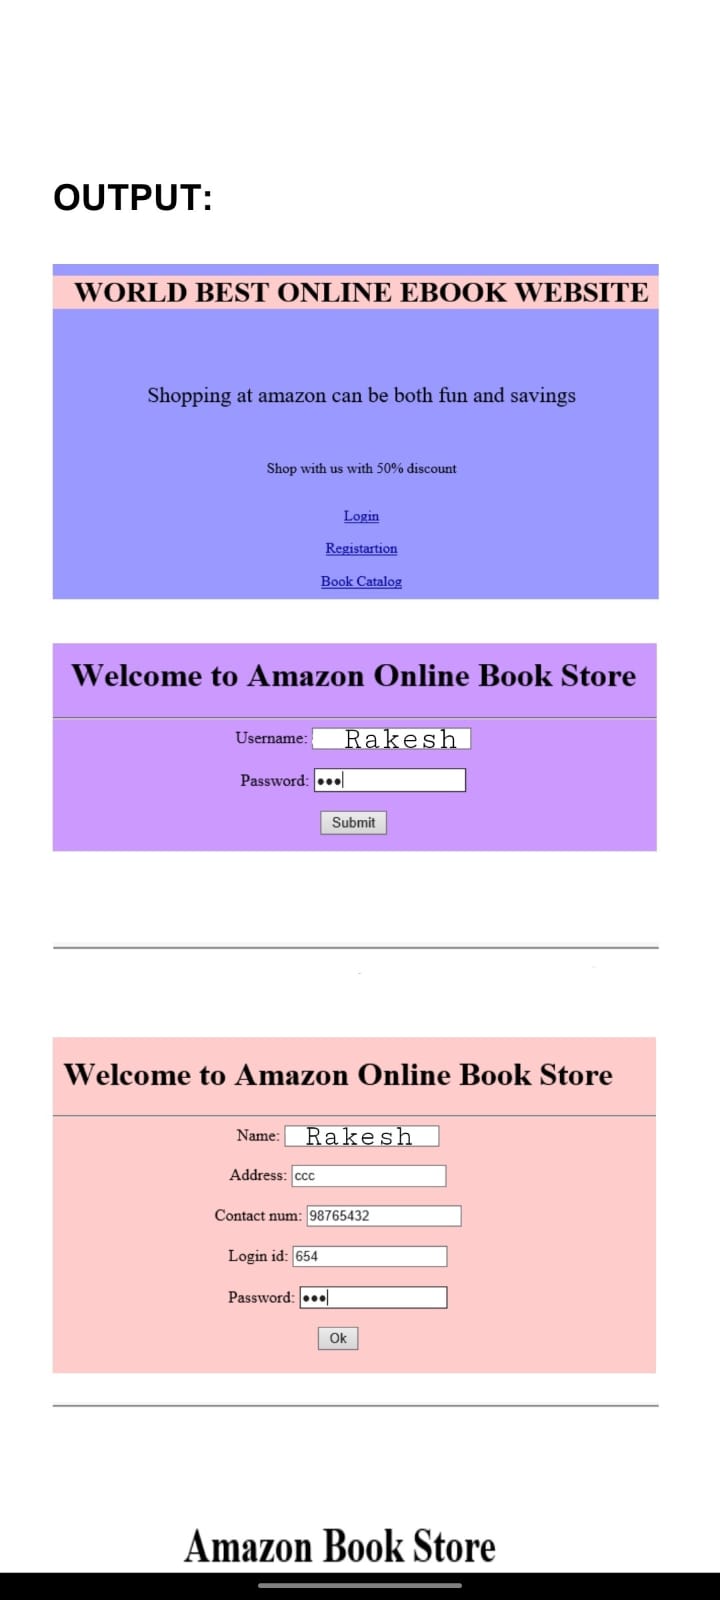 OUTPUT:
WORLD BEST ONLINE EBOOK WEBSITE
Shopping at amazon can be both fun and savings
Shop with us with 50% discount
Login
Registartion
Book Catalog
Welcome to Amazon Online Book Store
Username: Rakesh
Password: •••
Submit
Welcome to Amazon Online Book Store
Name: Rakesh
Address: ccc
Contact num: 98765432
Login id: 654
Password: •••
Ok
Amazon Book Store